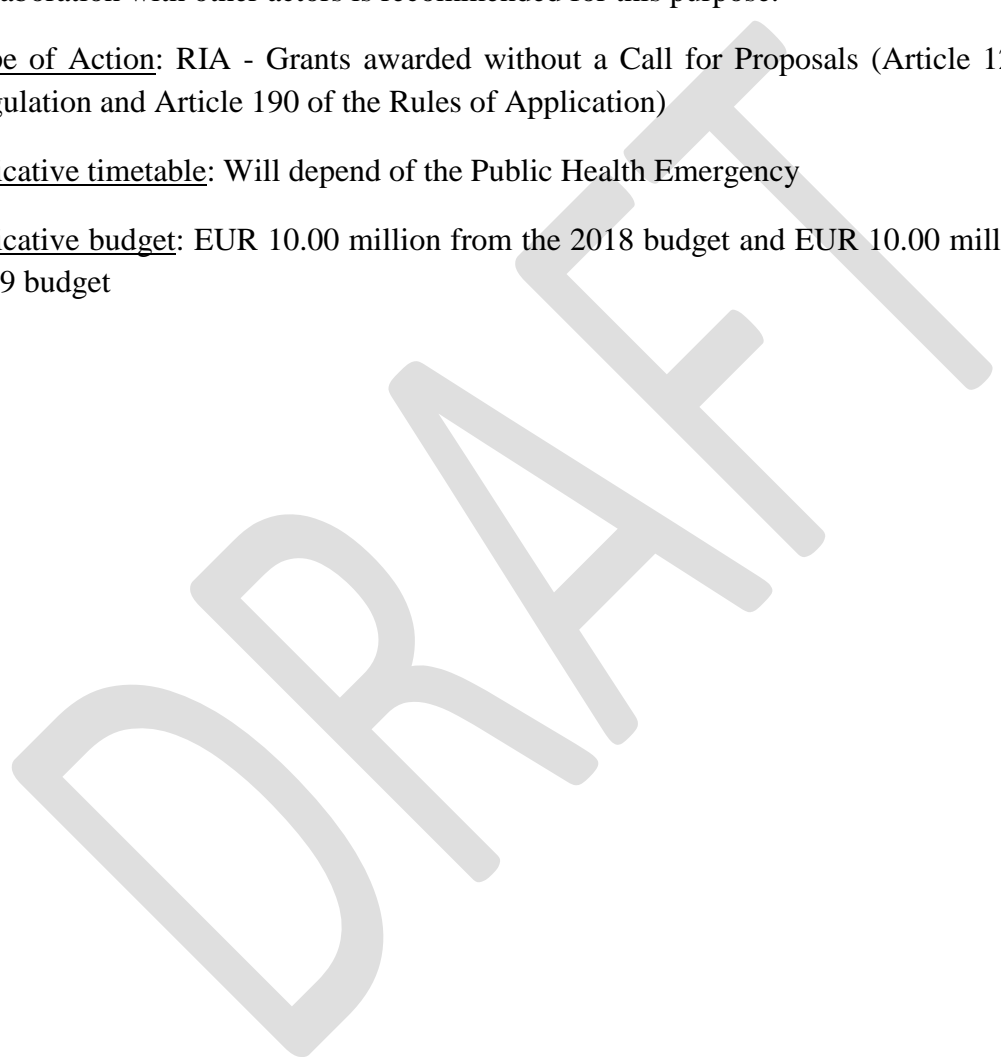 aboration with other actors is recommended for this purpose.
pe of Action: RIA - Grants awarded without a Call for Proposals (Article 12
gulation and Article 190 of the Rules of Application)
icative timetable: Will depend of the Public Health Emergency
icative budget: EUR 10.00 million from the 2018 budget and EUR 10.00 mill
9 budget
DRAFT